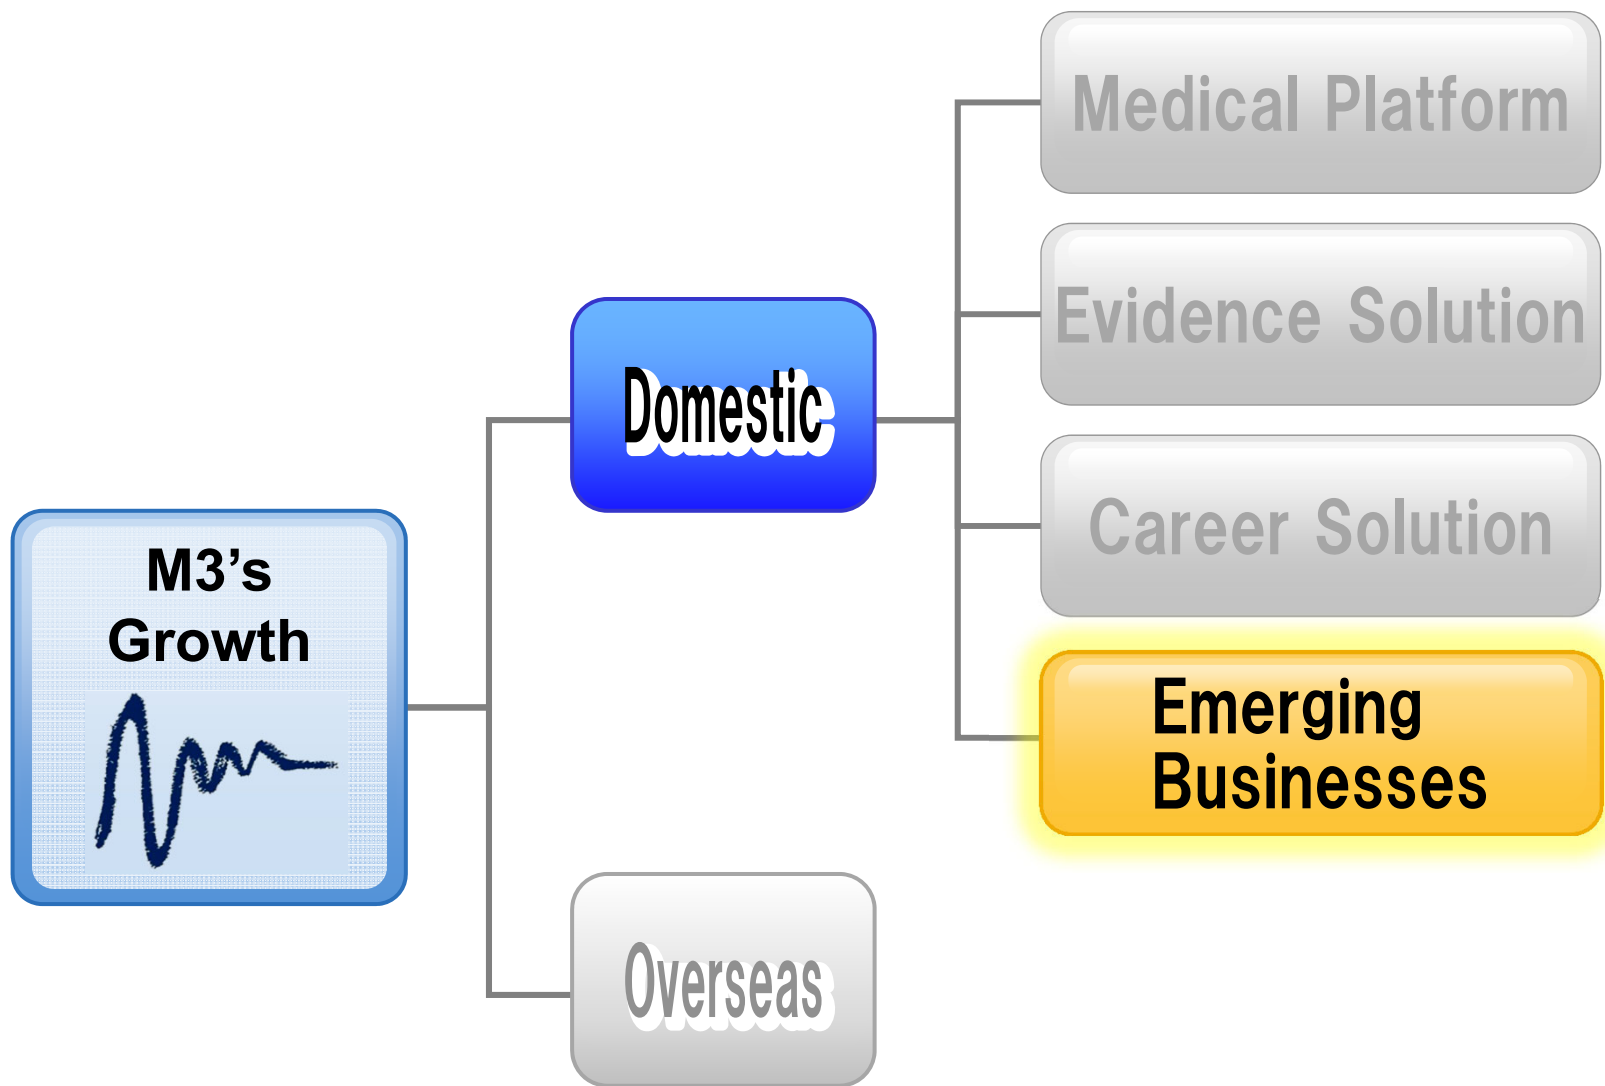 M3’s
Growth
Domestic
Overseas
Medical Platform
Evidence Solution
Career Solution
Emerging
Businesses